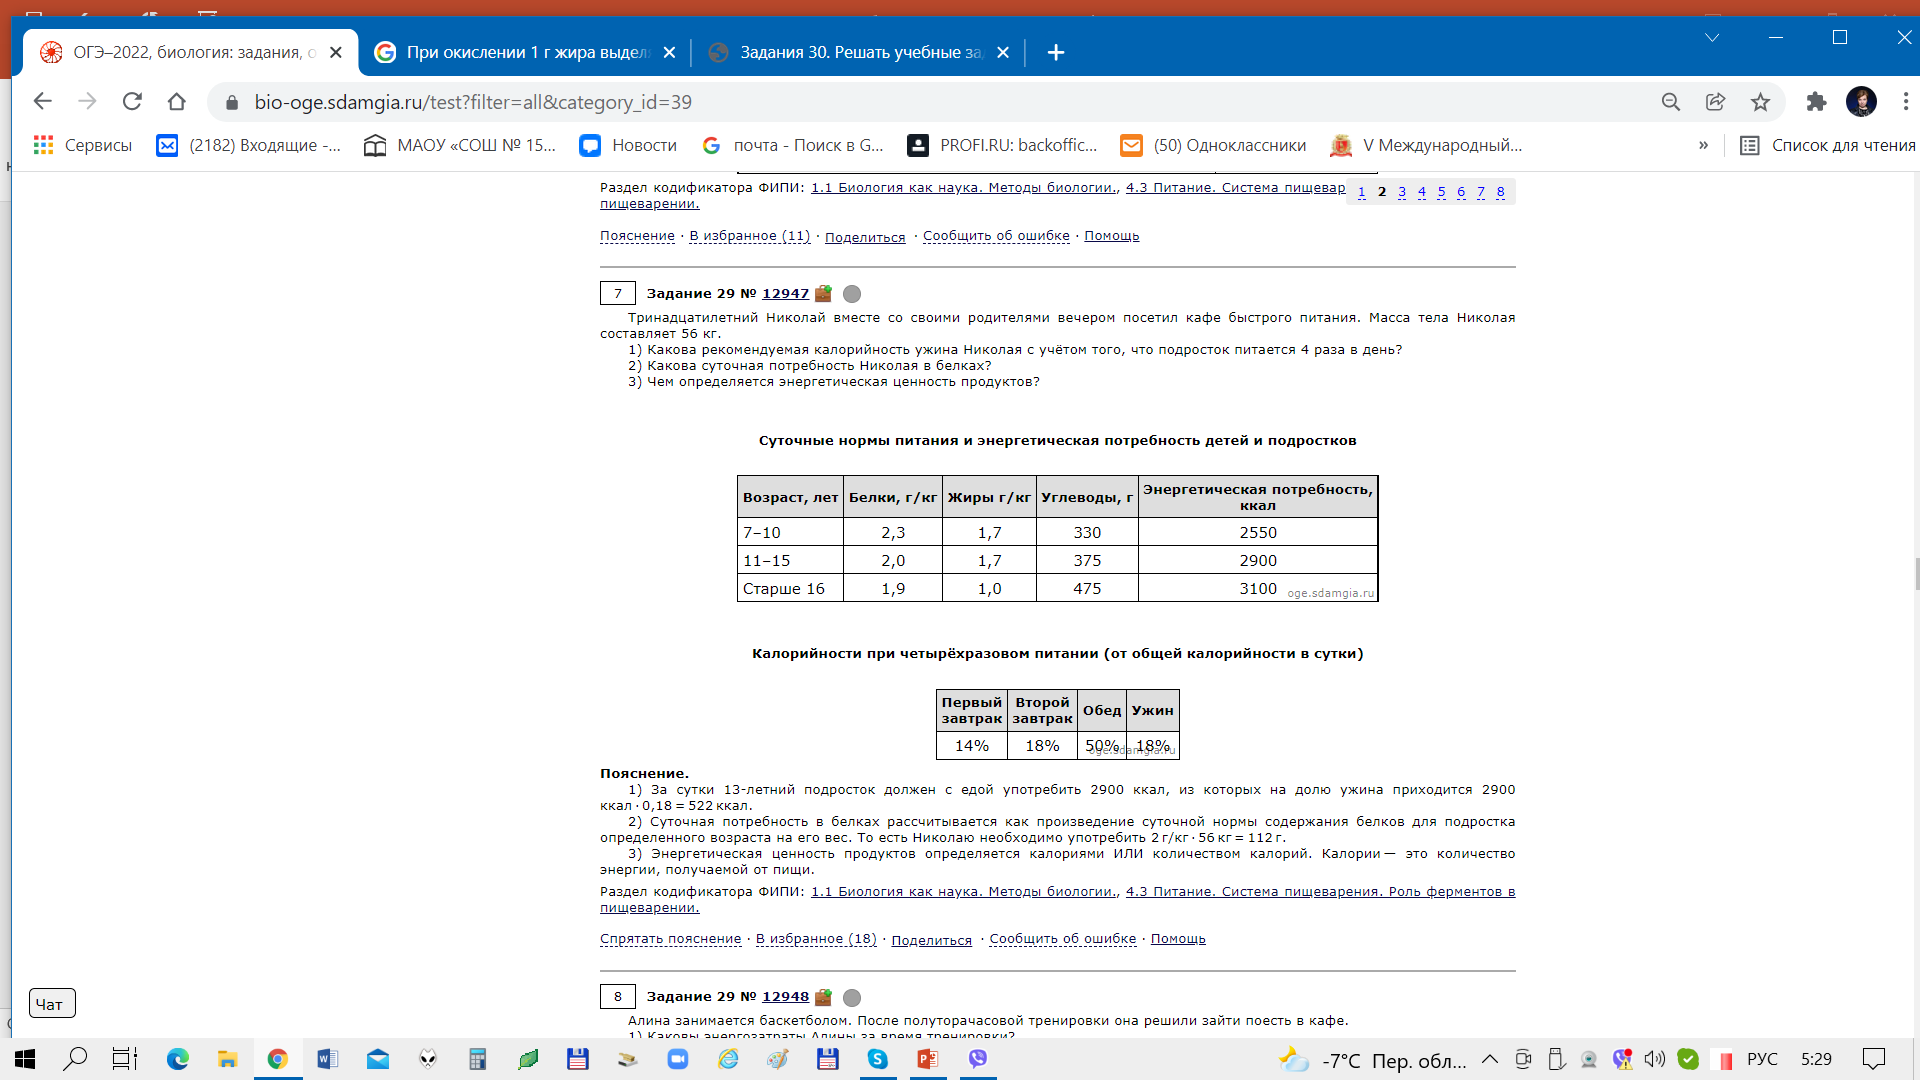 ОГЭ–2022, биология: задания, о
При окислении 1 г жира выделя
Задания 30. Решать учебные за
bio-oge.sdamgia.ru/test?filter=all&category_id=39
Сервисы
(2182) Входящие -...
МАОУ «СОШ № 15...
Новости
почта - Поиск в G...
PROFI.RU: backoffic...
(50) Одноклассники
V Международный...
»
Список для чтения
Раздел кодификатора ФИПИ: 1.1 Биология как наука. Методы биологии., 4.3 Питание. Система пищевар
пищеварении.
1 2 3 4 5 6 7 8
Пояснение · В избранное (11) · Поделиться · Сообщить об ошибке · Помощь
7 Задание 29 № 12947
Тринадцатилетний Николай вместе со своими родителями вечером посетил кафе быстрого питания. Масса тела Николая
составляет 56 кг.
1) Какова рекомендуемая калорийность ужина Николая с учётом того, что подросток питается 4 раза в день?
2) Какова суточная потребность Николая в белках?
3) Чем определяется энергетическая ценность продуктов?
Суточные нормы питания и энергетическая потребность детей и подростков
Возраст, лет Белки, г/кг Жиры г/кг Углеводы, г Энергетическая потребность,
ккал
7–10 2,3 1,7 330 2550
11–15 2,0 1,7 375 2900
Старше 16 1,9 1,0 475 3100
oge.sdamgia.ru
Калорийности при четырёхразовом питании (от общей калорийности в сутки)
Первый завтрак Второй завтрак Обед Ужин
14% 18% 50% 18%
oge.sdamgia.ru
Пояснение.
1) За сутки 13-летний подросток должен с едой употребить 2900 ккал, из которых на долю ужина приходится 2900
ккал · 0,18 = 522 ккал.
2) Суточная потребность в белках рассчитывается как произведение суточной нормы содержания белков для подростка
определенного возраста на его вес. То есть Николаю необходимо употребить 2 г/кг · 56 кг = 112 г.
3) Энергетическая ценность продуктов определяется калориями ИЛИ количеством калорий. Калории — это количество
энергии, получаемой от пищи.
Раздел кодификатора ФИПИ: 1.1 Биология как наука. Методы биологии., 4.3 Питание. Система пищеварения. Роль ферментов в
пищеварении.
Спрятать пояснение · В избранное (18) · Поделиться · Сообщить об ошибке · Помощь
8 Задание 29 № 12948
Алина занимается баскетболом. После полуторачасовой тренировки она решили зайти поесть в кафе.
1) Каковы энергозатраты Алины за время тренировки?
Чат
-7°C Пер. обл...
РУС
5:29